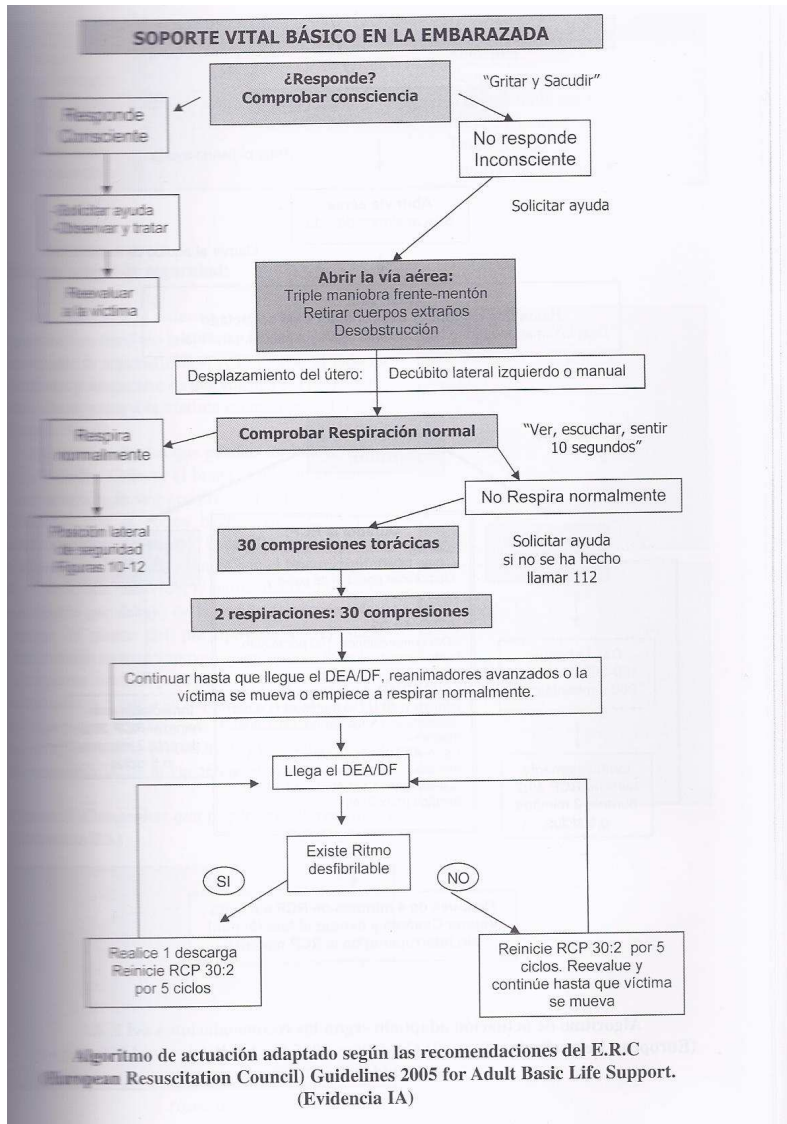 SOPORTE VITAL BÁSICO EN LA EMBARAZADA
¿Responde?
Comprobar consciencia
"Gritar y Sacudir"
Responde
Consciente
No responde
Inconsciente
-Solicitar ayuda
-Observar y tratar
Solicitar ayuda
Reevaluar
a la víctima
Abrir la vía aérea:
Triple maniobra frente-mentón
Retirar cuerpos extraños
Desobstrucción
Desplazamiento del útero: Decúbito lateral izquierdo o manual
Respira
normalmente
Comprobar Respiración normal
"Ver, escuchar, sentir
10 segundos"
No Respira normalmente
Posición lateral
de seguridad
Figuras 10-12
30 compresiones torácicas
Solicitar ayuda
si no se ha hecho
llamar 112
2 respiraciones: 30 compresiones
Continuar hasta que llegue el DEA/DF, reanimadores avanzados o la
víctima se mueva o empiece a respirar normalmente.
Llega el DEA/DF
Existe Ritmo
desfibrilable
SI
NO
Realice 1 descarga
Reinicie RCP 30:2
por 5 ciclos
Reinicie RCP 30:2 por 5
ciclos. Reevalue y
continúe hasta que víctima
se mueva
Algoritmo de actuación adaptado según las recomendaciones del E.R.C
(European Resuscitation Council) Guidelines 2005 for Adult Basic Life Support.
(Evidencia IA)